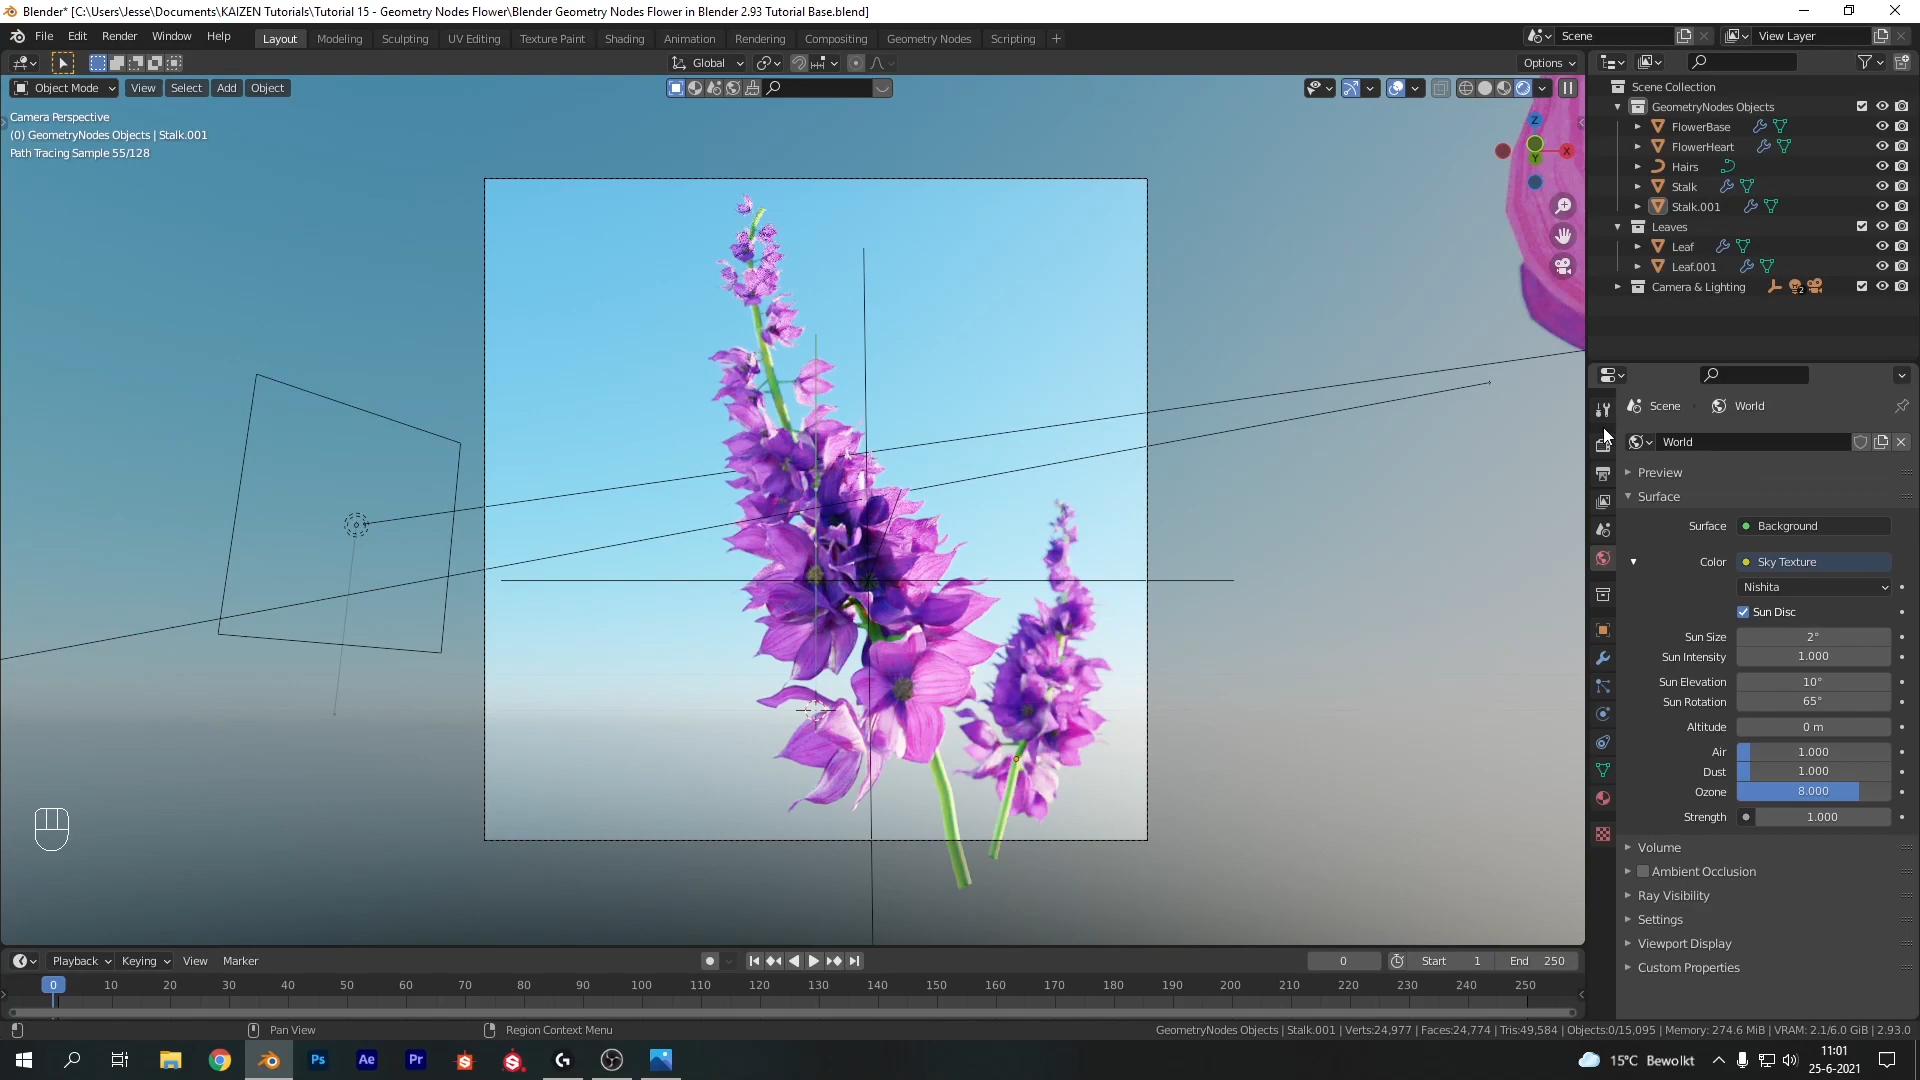 Blender* [C:\Users\Jesse\Documents\KAIZEN Tutorials\Tutorial 15 - Geometry Nodes Flower\Blender Geometry Nodes Flower in Blender 2.93 Tutorial Base.blend]
File Edit Render Window Help Layout Modeling Sculpting UV Editing Texture Paint Shading Animation Rendering Compositing Geometry Nodes Scripting Scene View Layer
Global Options
Object Mode View Select Add Object
Camera Perspective
(0) GeometryNodes Objects | Stalk.001
Path Tracing Sample 55/128
Z
X
Y
Scene Collection
GeometryNodes Objects
FlowerBase
FlowerHeart
Hairs
Stalk
Stalk.001
Leaves
Leaf
Leaf.001
Camera & Lighting 2
Scene World
World
Preview
Surface
Surface Background
Color Sky Texture
Nishita
Sun Disc
Sun Size 2°
Sun Intensity 1.000
Sun Elevation 10°
Sun Rotation 65°
Altitude 0 m
Air 1.000
Dust 1.000
Ozone 8.000
Strength 1.000
Volume
Ambient Occlusion
Ray Visibility
Settings
Viewport Display
Custom Properties
Playback Keying View Marker 0 Start 1 End 250
0 10 20 30 40 50 60 70 80 90 100 110 120 130 140 150 160 170 180 190 200 210 220 230 240 250
Pan View Region Context Menu GeometryNodes Objects | Stalk.001 | Verts:24,977 | Faces:24,774 | Tris:49,584 | Objects:0/15,095 | Memory: 274.6 MiB | VRAM: 2.1/6.0 GiB | 2.93.0
Ps Ae Pr 15°C Bewolkt 11:01
25-6-2021